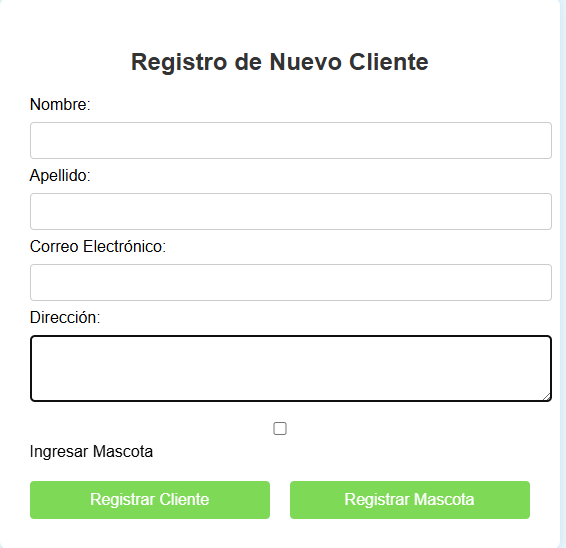 Registro de Nuevo Cliente
Nombre:
Apellido:
Correo Electrónico:
Dirección:
Ingresar Mascota
Registrar Cliente
Registrar Mascota